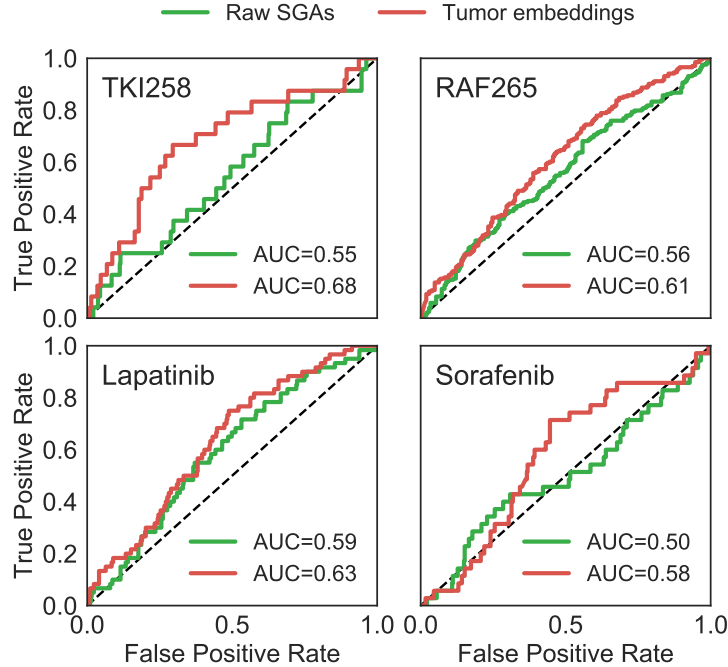 Raw SGAs Tumor embeddings
True Positive Rate
1.0
0.8
0.6
0.4
0.2
0.0
TKI258
AUC=0.55
AUC=0.68
RAF265
AUC=0.56
AUC=0.61
True Positive Rate
1.0
0.8
0.6
0.4
0.2
0.0
Lapatinib
AUC=0.59
AUC=0.63
0.0 0.5 1.0
False Positive Rate
Sorafenib
AUC=0.50
AUC=0.58
0.0 0.5 1.0
False Positive Rate